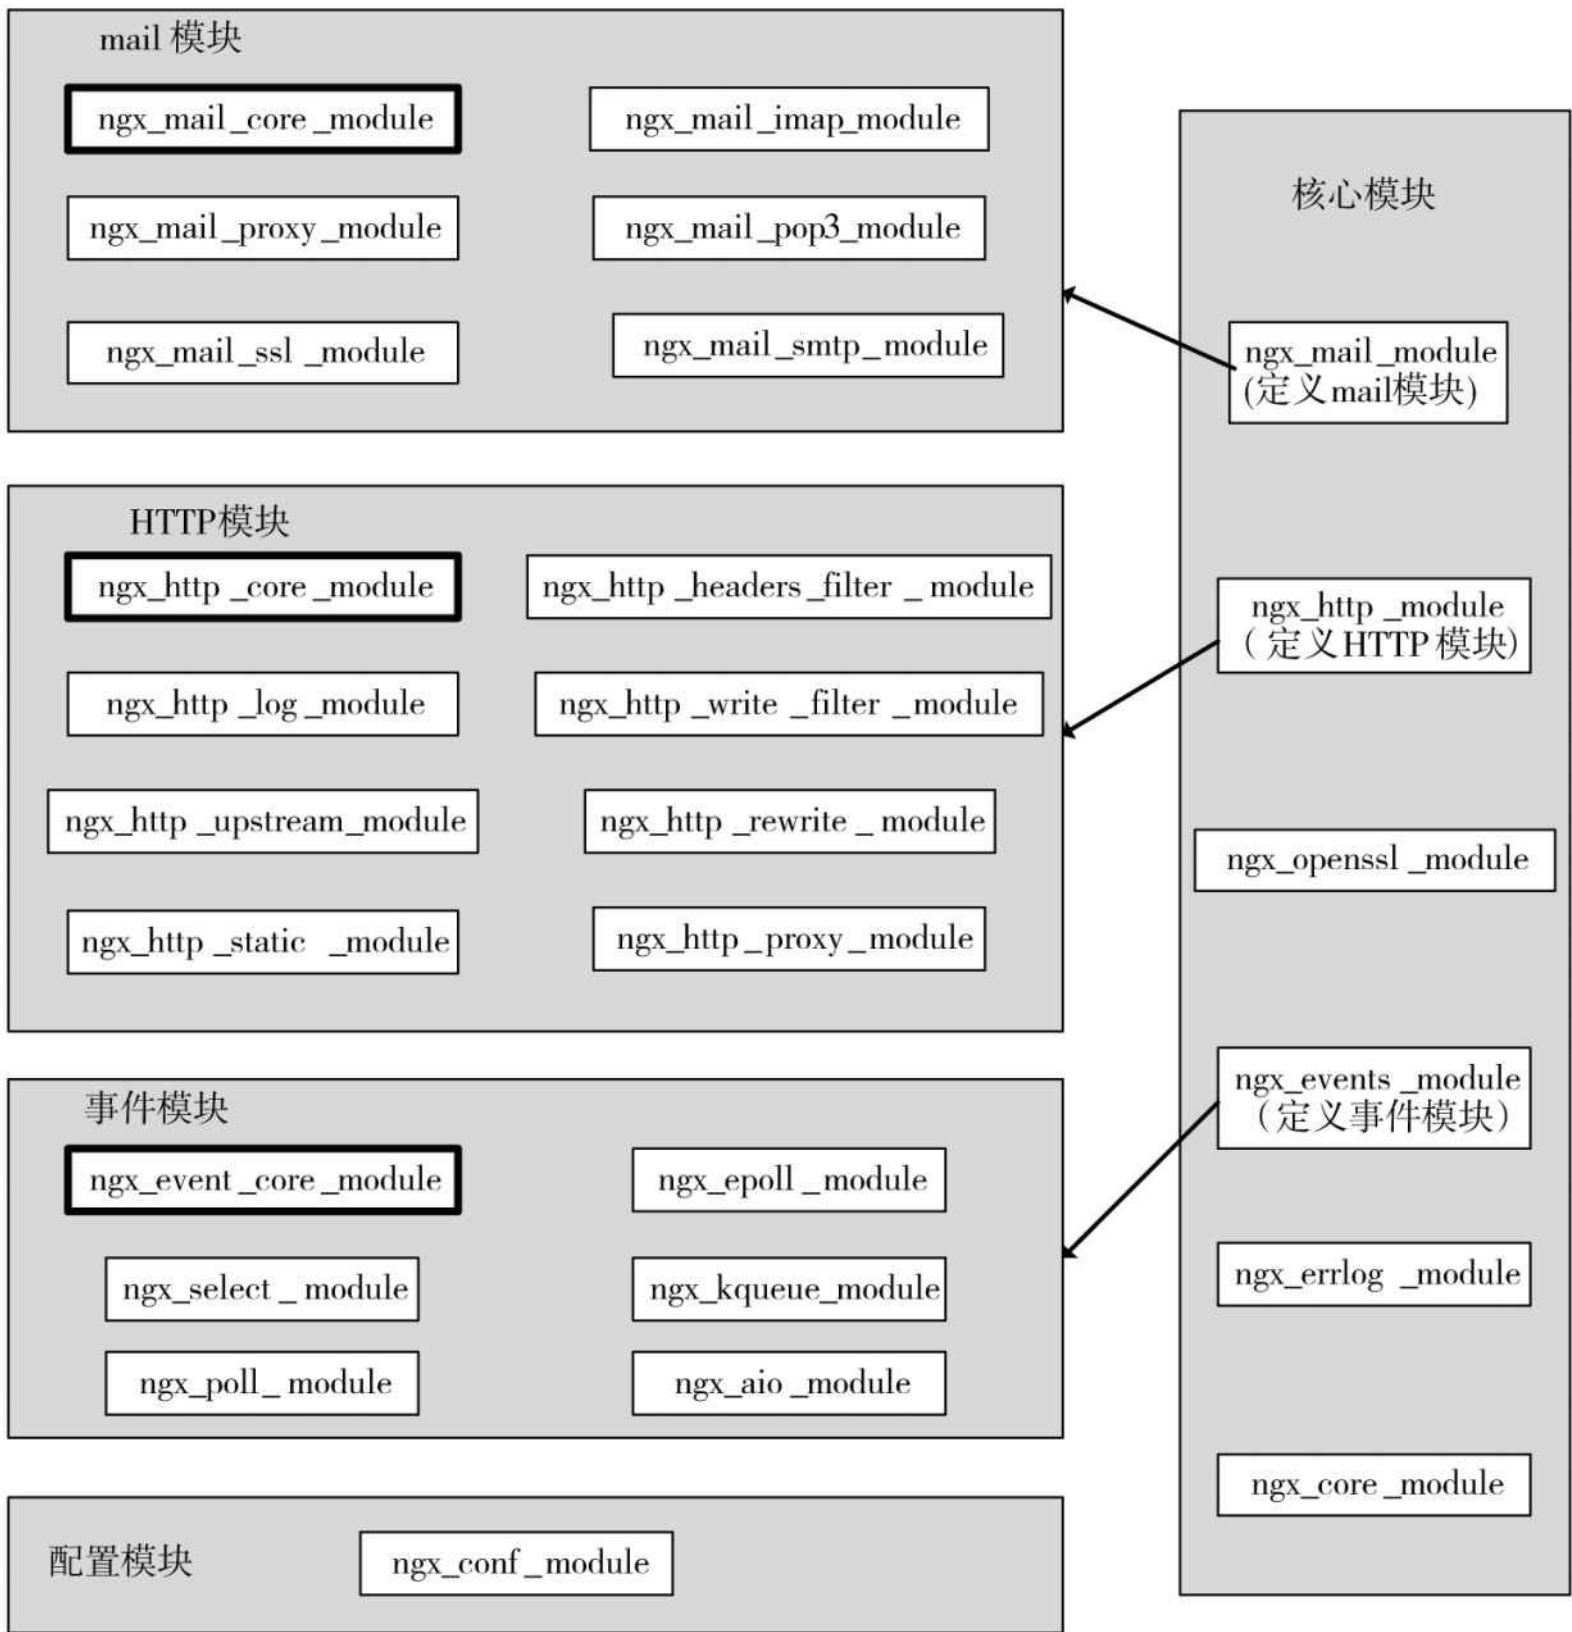 mail 模块
ngx_mail_core_module
ngx_mail_imap_module
ngx_mail_proxy_module
ngx_mail_pop3_module
ngx_mail_ssl_module
ngx_mail_smtp_module
HTTP模块
ngx_http_core_module
ngx_http_headers_filter_module
ngx_http_log_module
ngx_http_write_filter_module
ngx_http_upstream_module
ngx_http_rewrite_module
ngx_http_static_module
ngx_http_proxy_module
事件模块
ngx_event_core_module
ngx_epoll_module
ngx_select_module
ngx_kqueue_module
ngx_poll_module
ngx_aio_module
配置模块
ngx_conf_module
核心模块
ngx_mail_module
(定义mail模块)
ngx_http_module
（定义HTTP模块)
ngx_openssl_module
ngx_events_module
（定义事件模块）
ngx_errlog_module
ngx_core_module